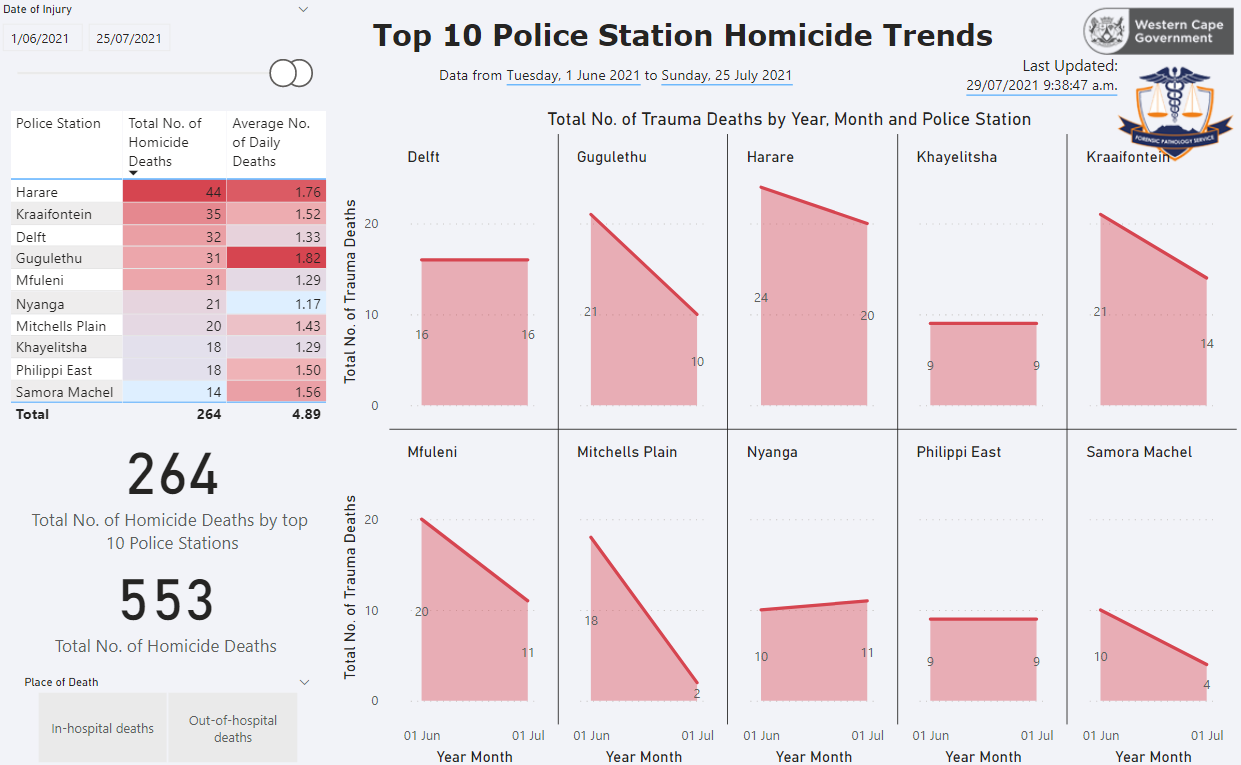 Date of Injury
1/06/2021 25/07/2021
Top 10 Police Station Homicide Trends
Data from Tuesday, 1 June 2021 to Sunday, 25 July 2021
Western Cape
Government
Last Updated:
29/07/2021 9:38:47 a.m.
FORENSIC PATHOLOGY SERVICE
Police Station Total No. of Homicide Deaths Average No. of Daily Deaths
Harare 44 1.76
Kraaifontein 35 1.52
Delft 32 1.33
Gugulethu 31 1.82
Mfuleni 31 1.29
Nyanga 21 1.17
Mitchells Plain 20 1.43
Khayelitsha 18 1.29
Philippi East 18 1.50
Samora Machel 14 1.56
Total 264 4.89
264
Total No. of Homicide Deaths by top
10 Police Stations
553
Total No. of Homicide Deaths
Place of Death
In-hospital deaths
Out-of-hospital
deaths
Total No. of Trauma Deaths by Year, Month and Police Station
Delft Gugulethu Harare Khayelitsha Kraaifontein
Total No. of Trauma Deaths
20
10
0
16 16
21 10
24 20
9 9
21 14
Mfuleni Mitchells Plain Nyanga Philippi East Samora Machel
Total No. of Trauma Deaths
20
10
0
20 11
18 2
10 11
9 9
10 4
01 Jun 01 Jul 01 Jun 01 Jul 01 Jun 01 Jul 01 Jun 01 Jul 01 Jun 01 Jul
Year Month Year Month Year Month Year Month Year Month